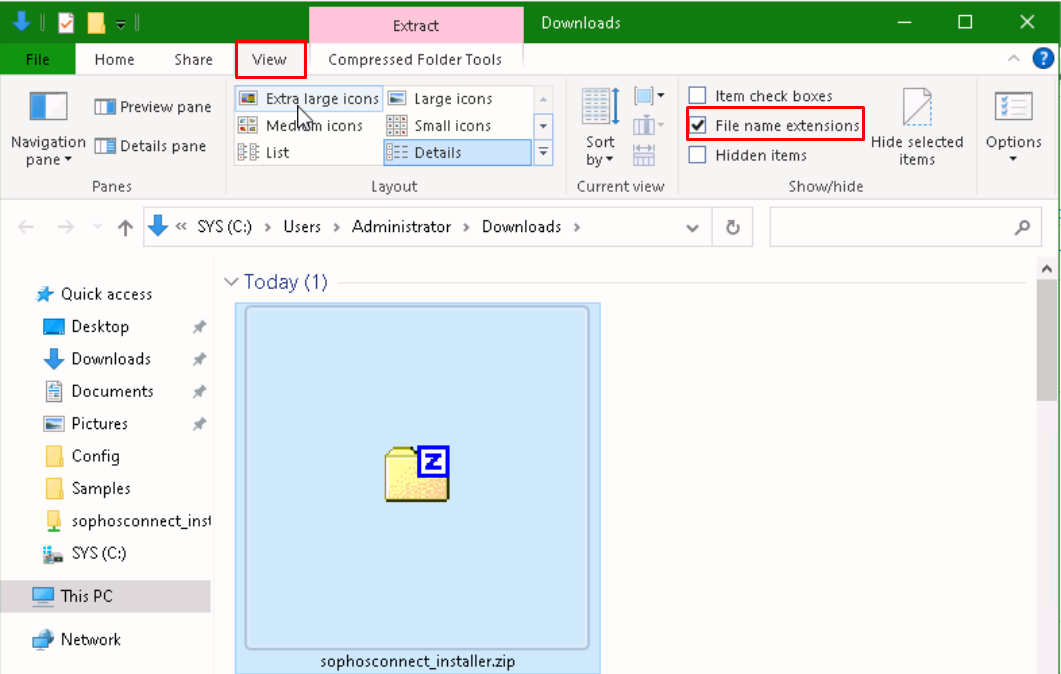 Extract
Downloads
File
Home
Share
View
Compressed Folder Tools
?
Navigation
pane
Preview pane
Details pane
Panes
Extra large icons
Large icons
Medium icons
Small icons
List
Details
Layout
Sort
by
Current view
Item check boxes
File name extensions
Hidden items
Hide selected
items
Show/hide
Options
« SYS (C:) > Users > Administrator > Downloads >
Quick access
Desktop
Downloads
Documents
Pictures
Config
Samples
sophosconnect_inst
SYS (C:)
This PC
Network
Today (1)
Z
sophosconnect_installer.zip